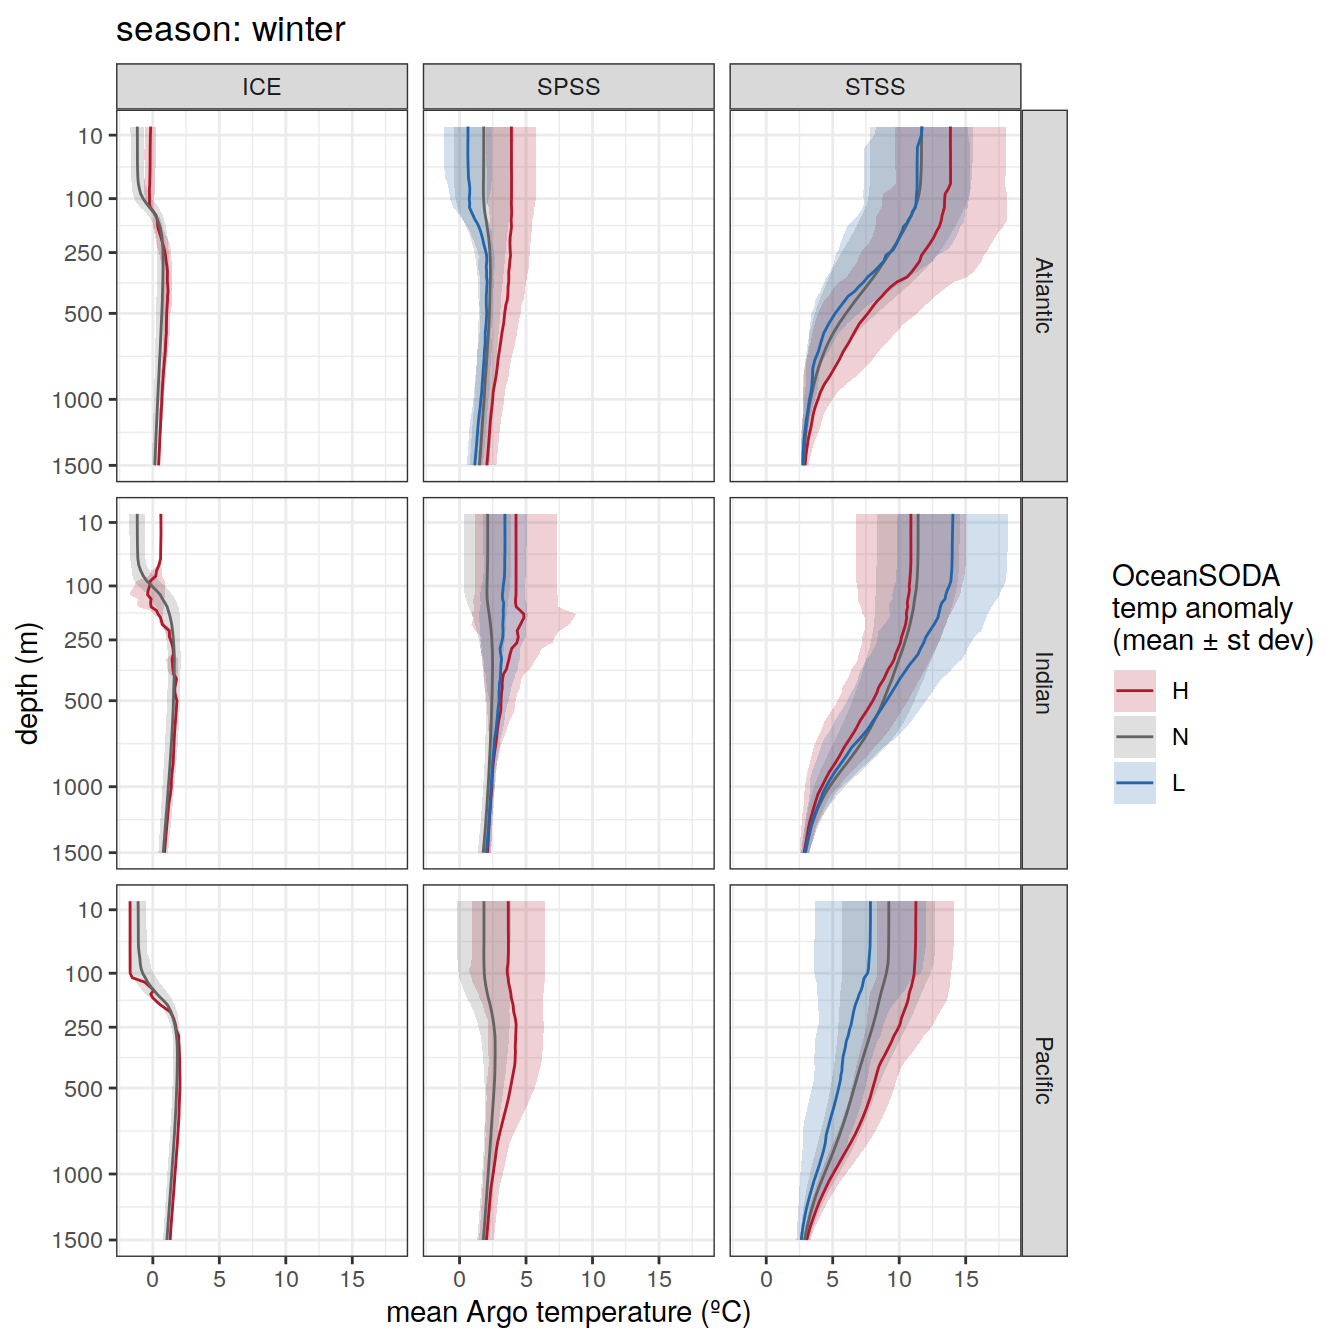 season: winter
ICE
SPSS
STSS
10
100
250
500
1000
1500
Atlantic
10
100
250
500
1000
1500
Indian
10
100
250
500
1000
1500
Pacific
0 5 10 15
0 5 10 15
0 5 10 15
mean Argo temperature (ºC)
depth (m)
OceanSODA
temp anomaly
(mean ± st dev)
H
N
L